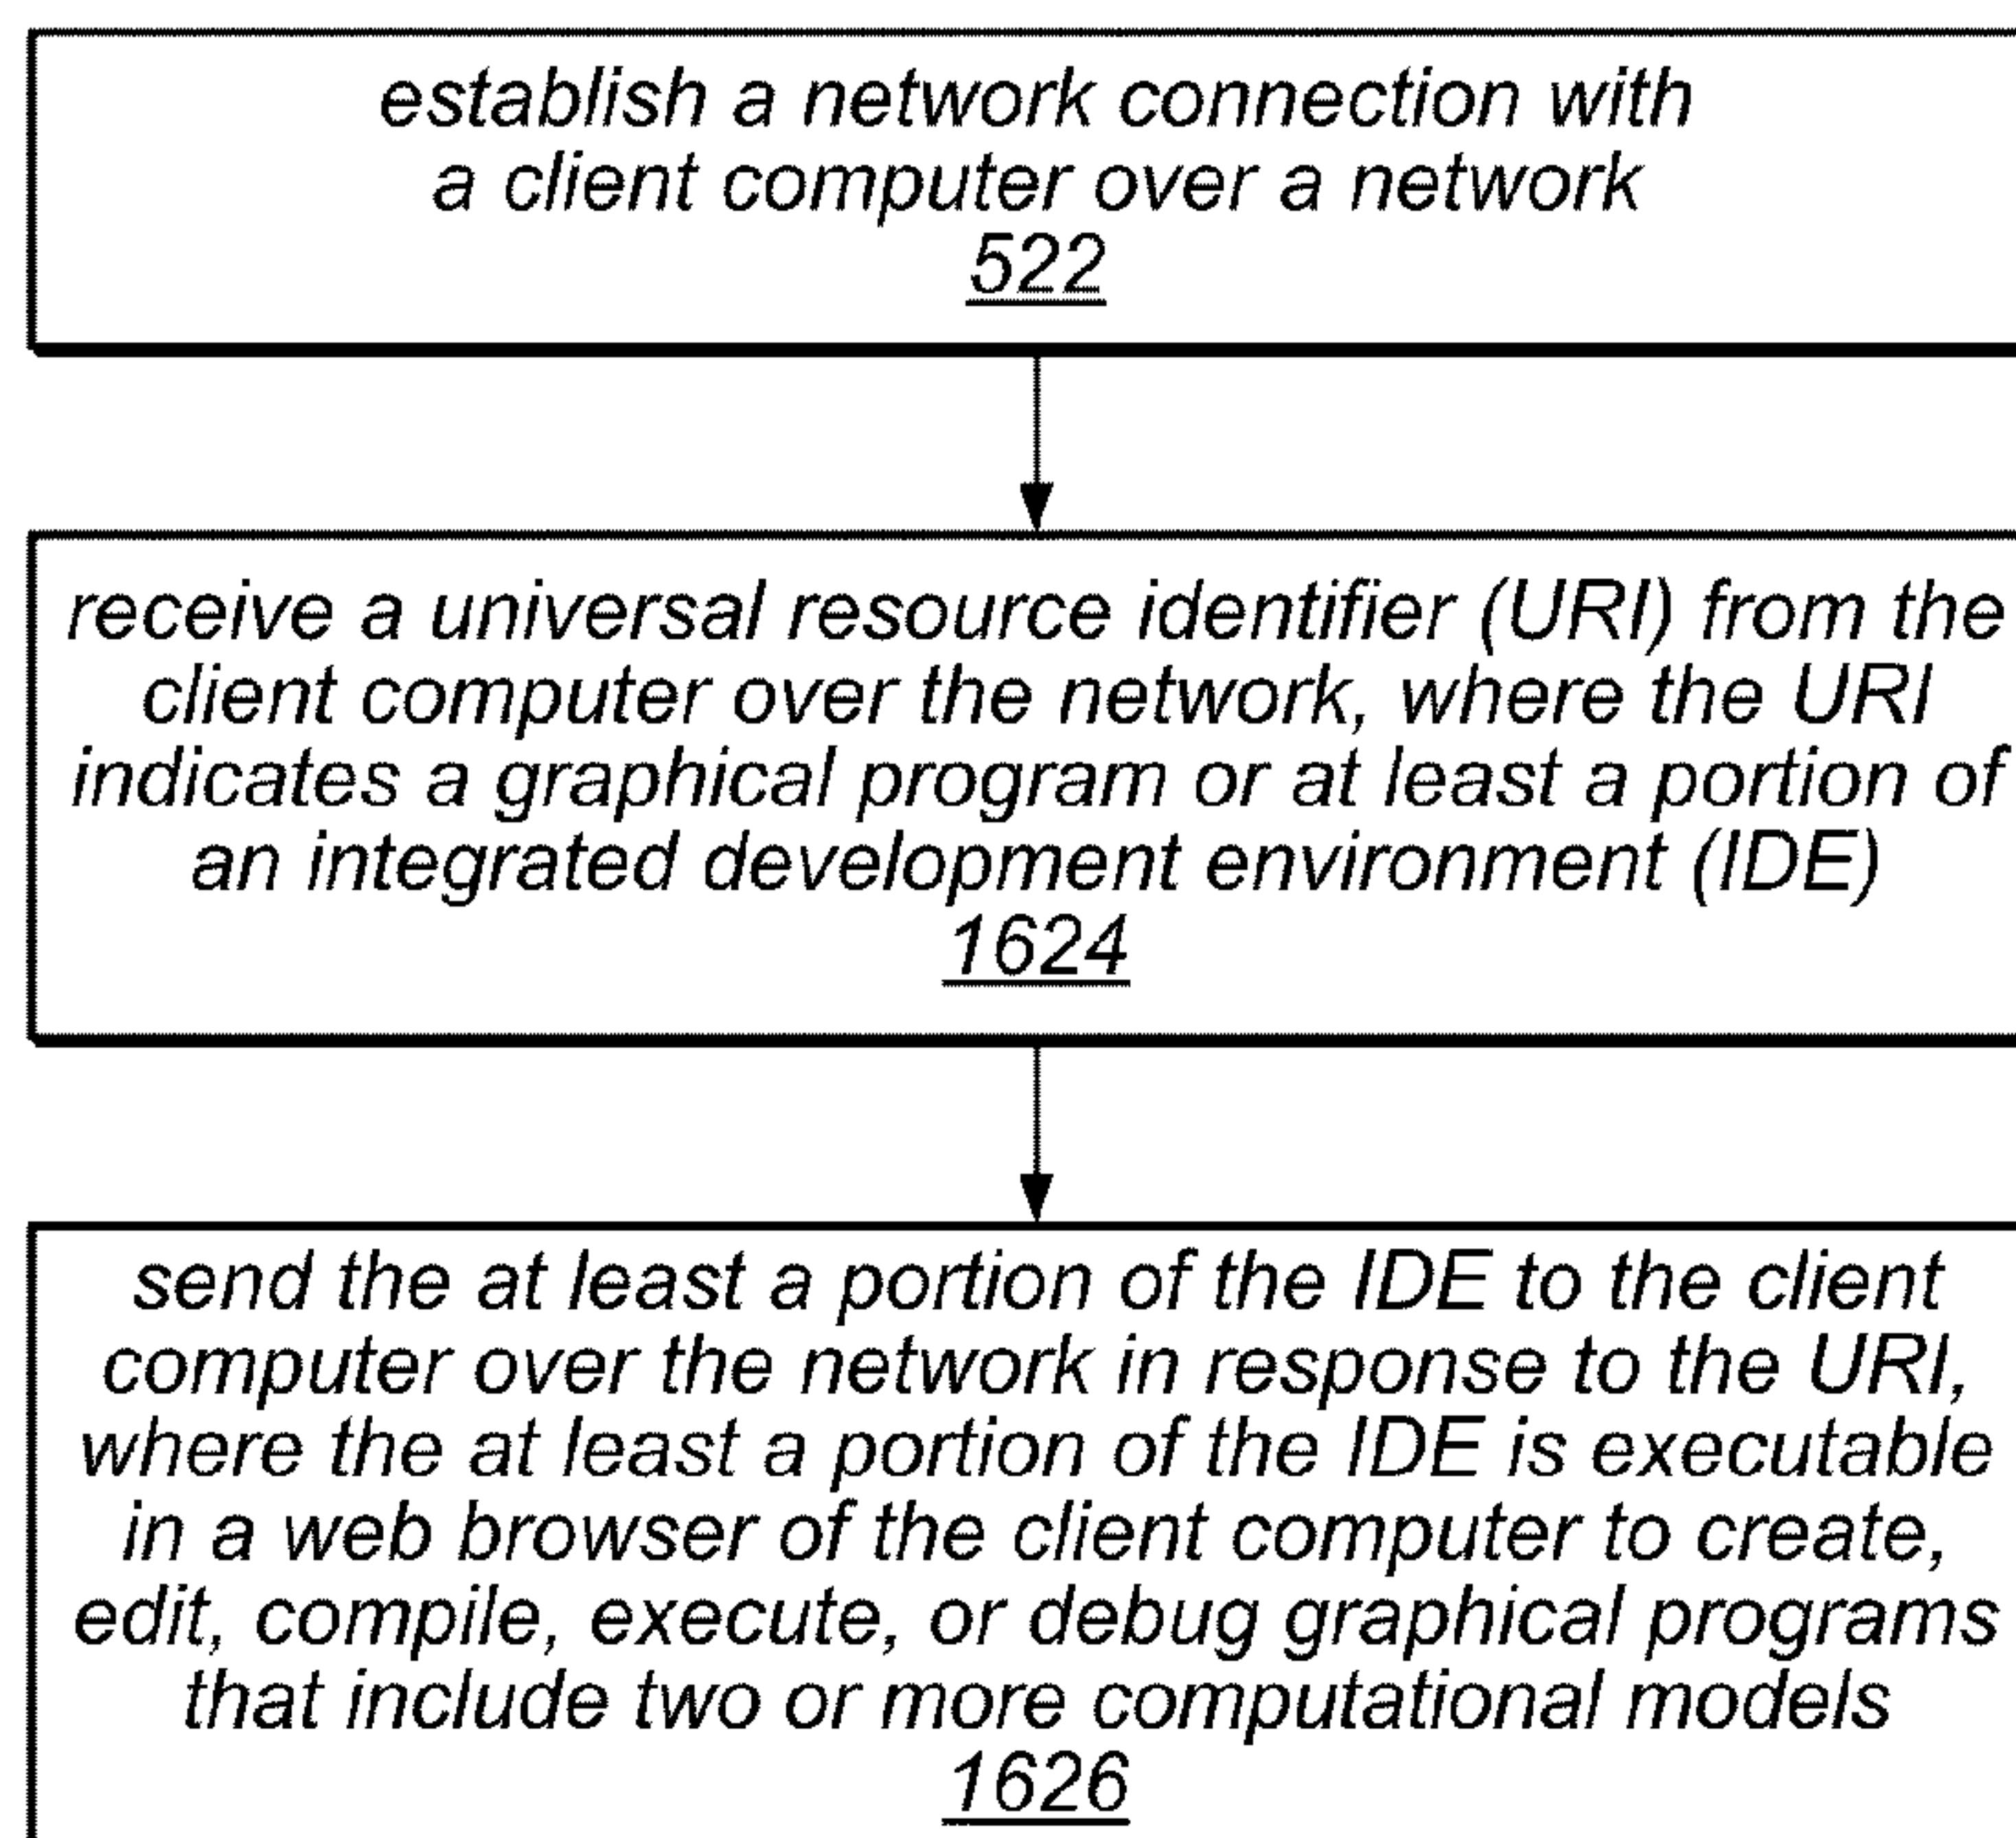 establish a network connection with
a client computer over a network
522
receive a universal resource identifier (URI) from the
client computer over the network, where the URI
indicates a graphical program or at least a portion of
an integrated development environment (IDE)
1624
send the at least a portion of the IDE to the client
computer over the network in response to the URI,
where the at least a portion of the IDE is executable
in a web browser of the client computer to create,
edit, compile, execute, or debug graphical programs
that include two or more computational models
1626